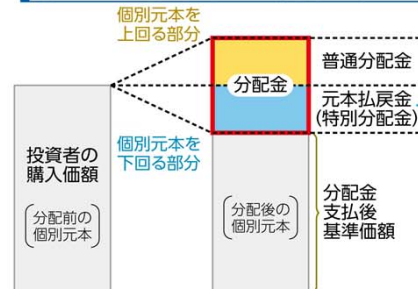 個別元本を
上回る部分
普通分配金
分配金
元本払戻金
(特別分配金)
個別元本を
下回る部分
投資者の
購入価額
分配前の
個別元本
分配後の
個別元本
分配金
支払後
基準価額